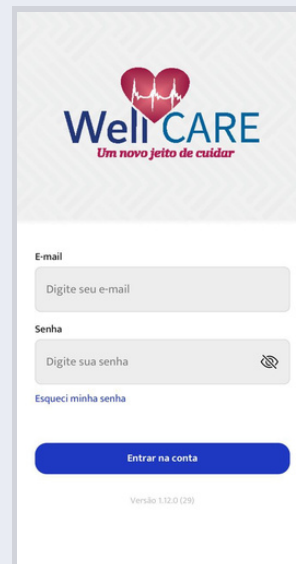 Well CARE
Um novo jeito de cuidar
E-mail
Digite seu e-mail
Senha
Digite sua senha
Esqueci minha senha
Entrar na conta
Versão 1.12.0 (29)